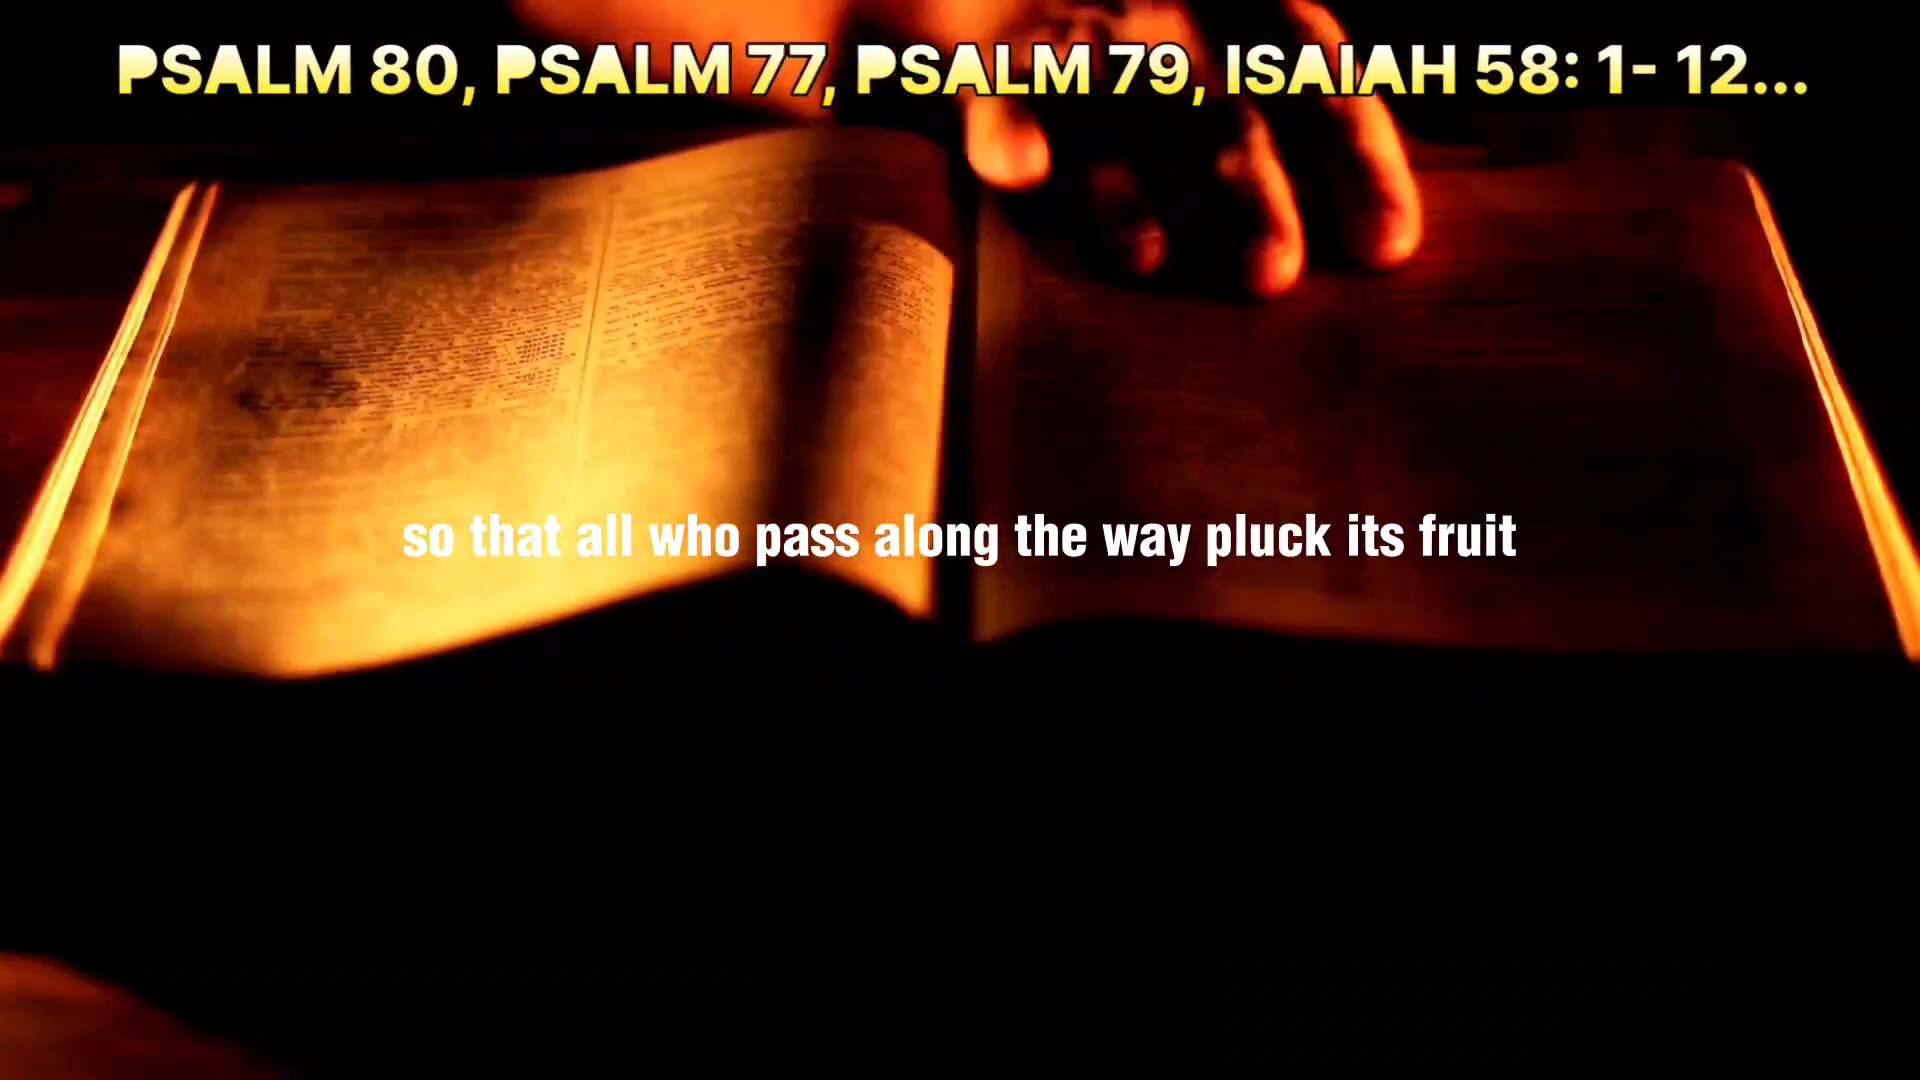 PSALM 80, PSALM 77, PSALM 79, ISAIAH 58: 1- 12...
so that all who pass along the way pluck its fruit